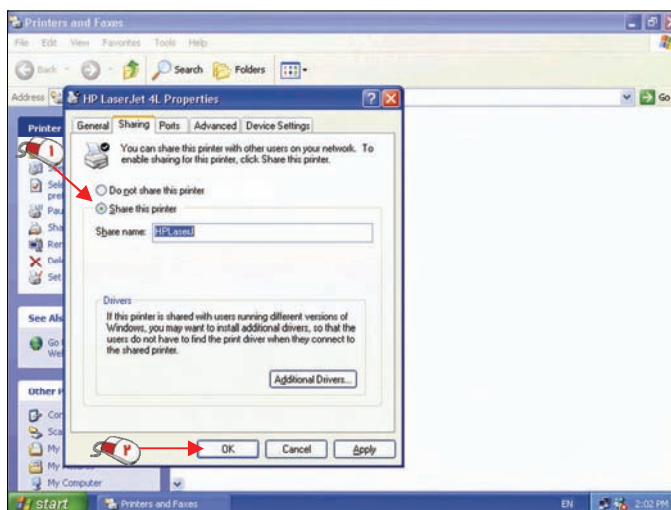 Printers and Faxes
File Edit View Favorites Tools Help
Back Search Folders
Address Go
HP LaserJet 4L Properties
General Sharing Ports Advanced Device Settings
Printer
You can share this printer with other users on your network. To
enable sharing for this printer, click Share this printer.
۱
Do not share this printer
Share this printer
Share name: HPLaserJ
Drivers
If this printer is shared with users running different versions of
Windows, you may want to install additional drivers, so that the
users do not have to find the print driver when they connect to
the shared printer.
Additional Drivers...
See Als
Other P
۲
OK Cancel Apply
My Computer
start Printers and Faxes EN 2:02 PM